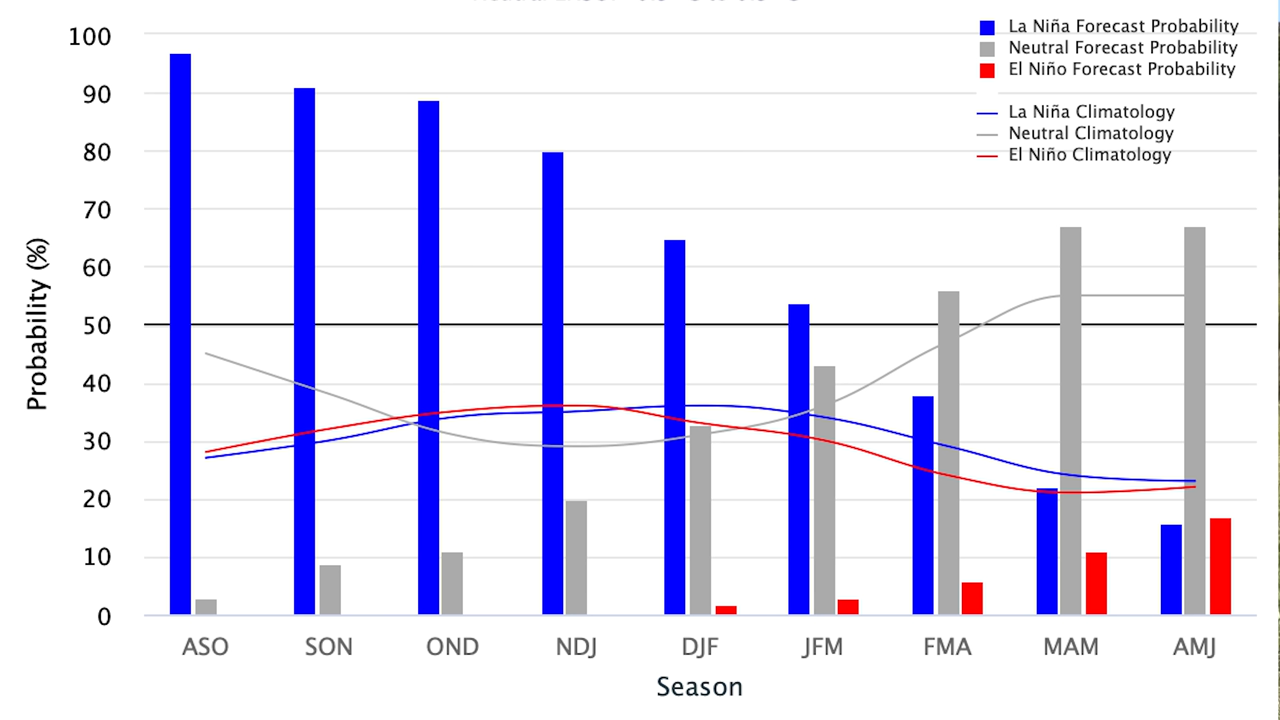 La Niña Forecast Probability
Neutral Forecast Probability
El Niño Forecast Probability
La Niña Climatology
Neutral Climatology
El Niño Climatology
Probability (%)
100
90
80
70
60
50
40
30
20
10
0
ASO SON OND NDJ DJF JFM FMA MAM AMJ
Season